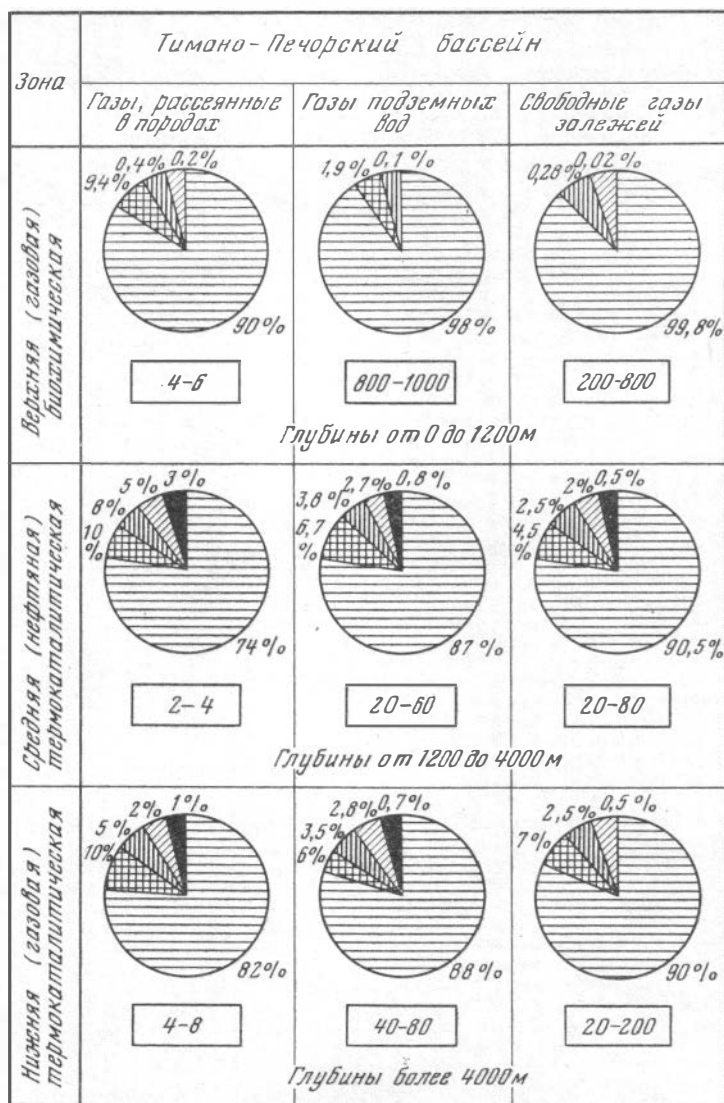 Тимано-Печорский бассейн
Зона
Газы, рассеянные
в породах
Газы подземных
вод
Свободные газы
залежей
Верхняя (газовая)
биохимическая
9,4% 0,4% 0,2%
90%
4-6
1,9% 0,1%
98%
800-1000
0,28% 0,02%
99,8%
200-800
Глубины от 0 до 1200м
Средняя (нефтяная)
термокаталитическая
10
%
8%
5%
3%
74%
2-4
6,7
%
3,8%
2,7%
0,8%
87%
20-60
4,5
%
2,5%
2%
0,5%
90,5%
20-80
Глубины от 1200 до 4000м
Нижняя (газовая)
термокаталитическая
10%
5%
2%
1%
82%
4-8
6%
3,5%
2,8%
0,7%
88%
40-80
7%
2,5%
0,5%
90%
20-200
Глубины более 4000м